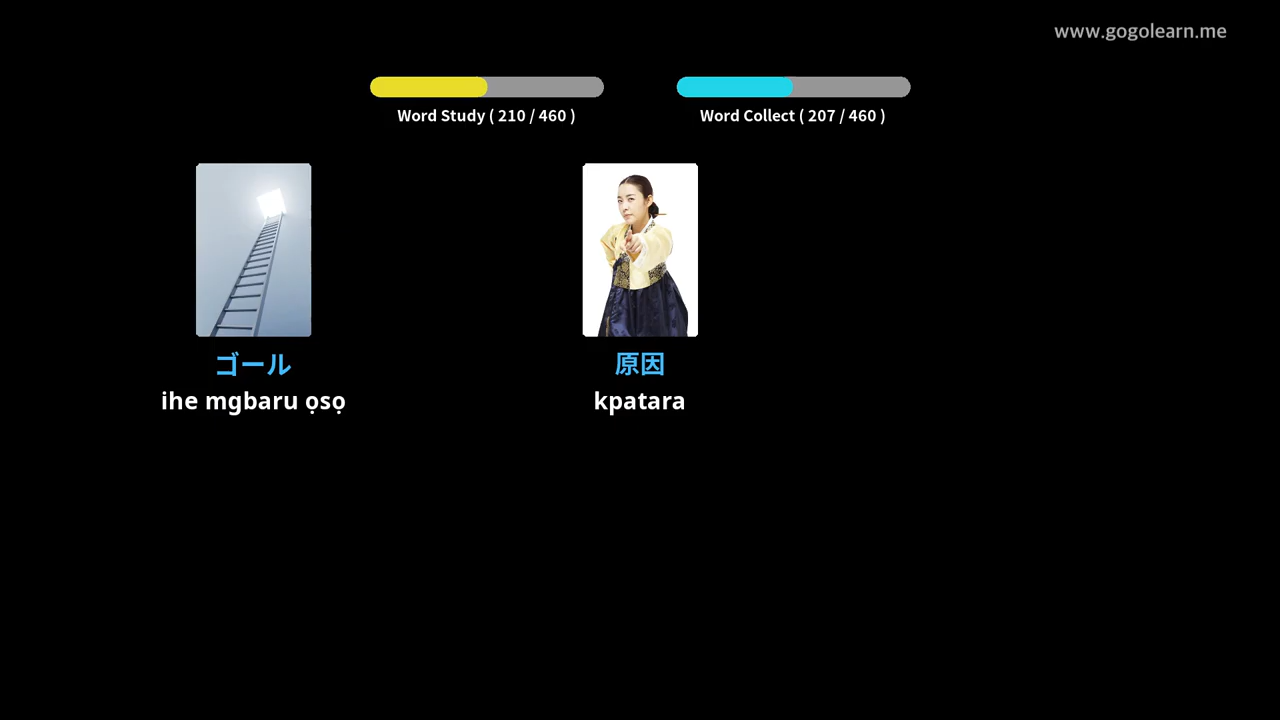 www.gogolearn.me
Word Study ( 210 / 460 )
Word Collect ( 207 / 460 )
ゴール
ihe mgbaru ọsọ
原因
kpatara